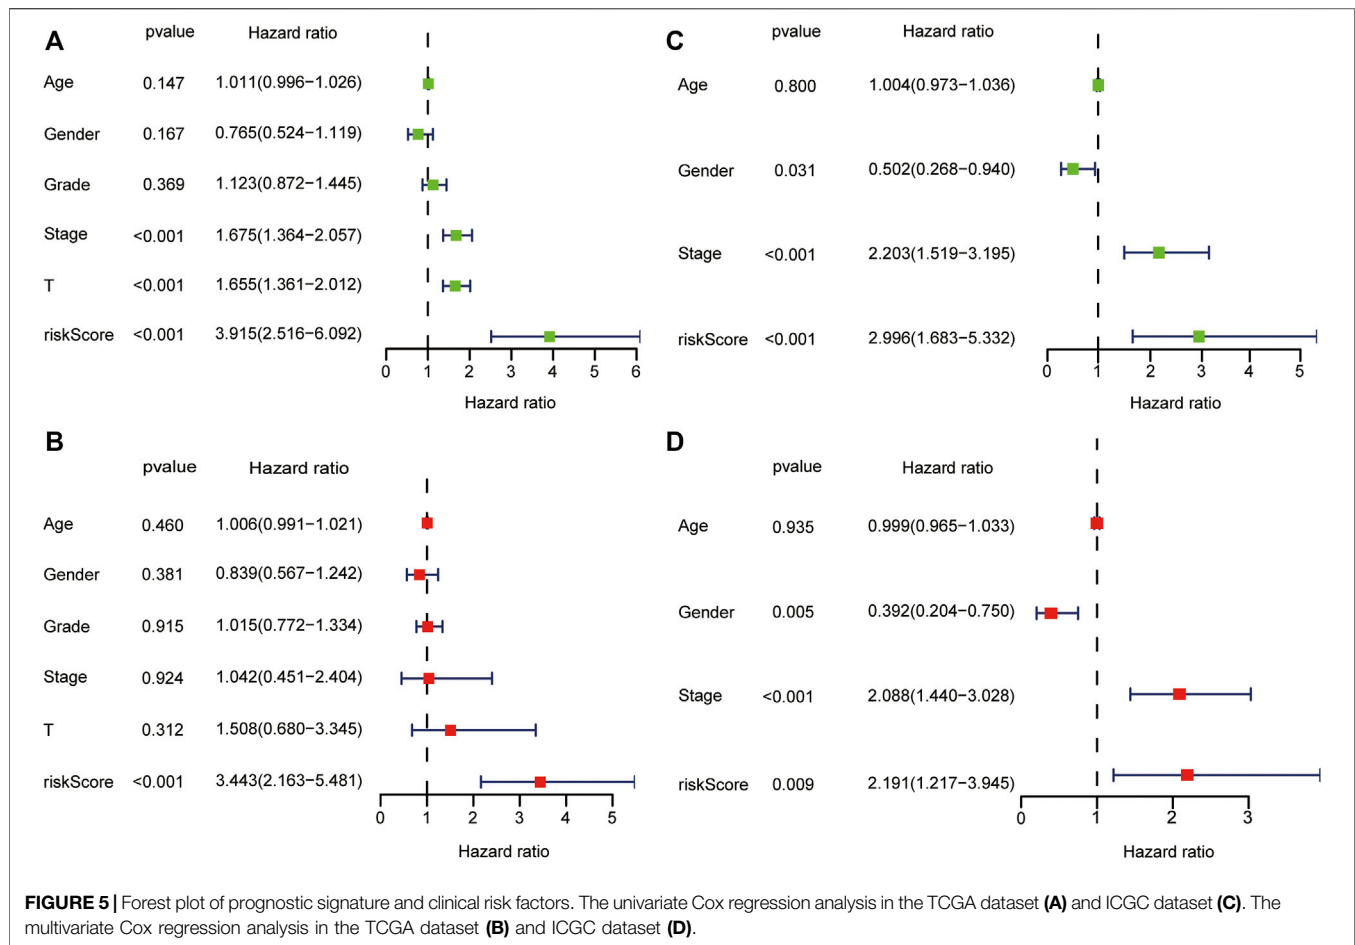 A
pvalue Hazard ratio
Age 0.147 1.011(0.996−1.026)
Gender 0.167 0.765(0.524−1.119)
Grade 0.369 1.123(0.872−1.445)
Stage <0.001 1.675(1.364−2.057)
T <0.001 1.655(1.361−2.012)
riskScore <0.001 3.915(2.516−6.092)
0 1 2 3 4 5 6
Hazard ratio
C
pvalue Hazard ratio
Age 0.800 1.004(0.973−1.036)
Gender 0.031 0.502(0.268−0.940)
Stage <0.001 2.203(1.519−3.195)
riskScore <0.001 2.996(1.683−5.332)
0 1 2 3 4 5
Hazard ratio
B
pvalue Hazard ratio
Age 0.460 1.006(0.991−1.021)
Gender 0.381 0.839(0.567−1.242)
Grade 0.915 1.015(0.772−1.334)
Stage 0.924 1.042(0.451−2.404)
T 0.312 1.508(0.680−3.345)
riskScore <0.001 3.443(2.163−5.481)
0 1 2 3 4 5
Hazard ratio
D
pvalue Hazard ratio
Age 0.935 0.999(0.965−1.033)
Gender 0.005 0.392(0.204−0.750)
Stage <0.001 2.088(1.440−3.028)
riskScore 0.009 2.191(1.217−3.945)
0 1 2 3
Hazard ratio
FIGURE 5 | Forest plot of prognostic signature and clinical risk factors. The univariate Cox regression analysis in the TCGA dataset (A) and ICGC dataset (C). The
multivariate Cox regression analysis in the TCGA dataset (B) and ICGC dataset (D).